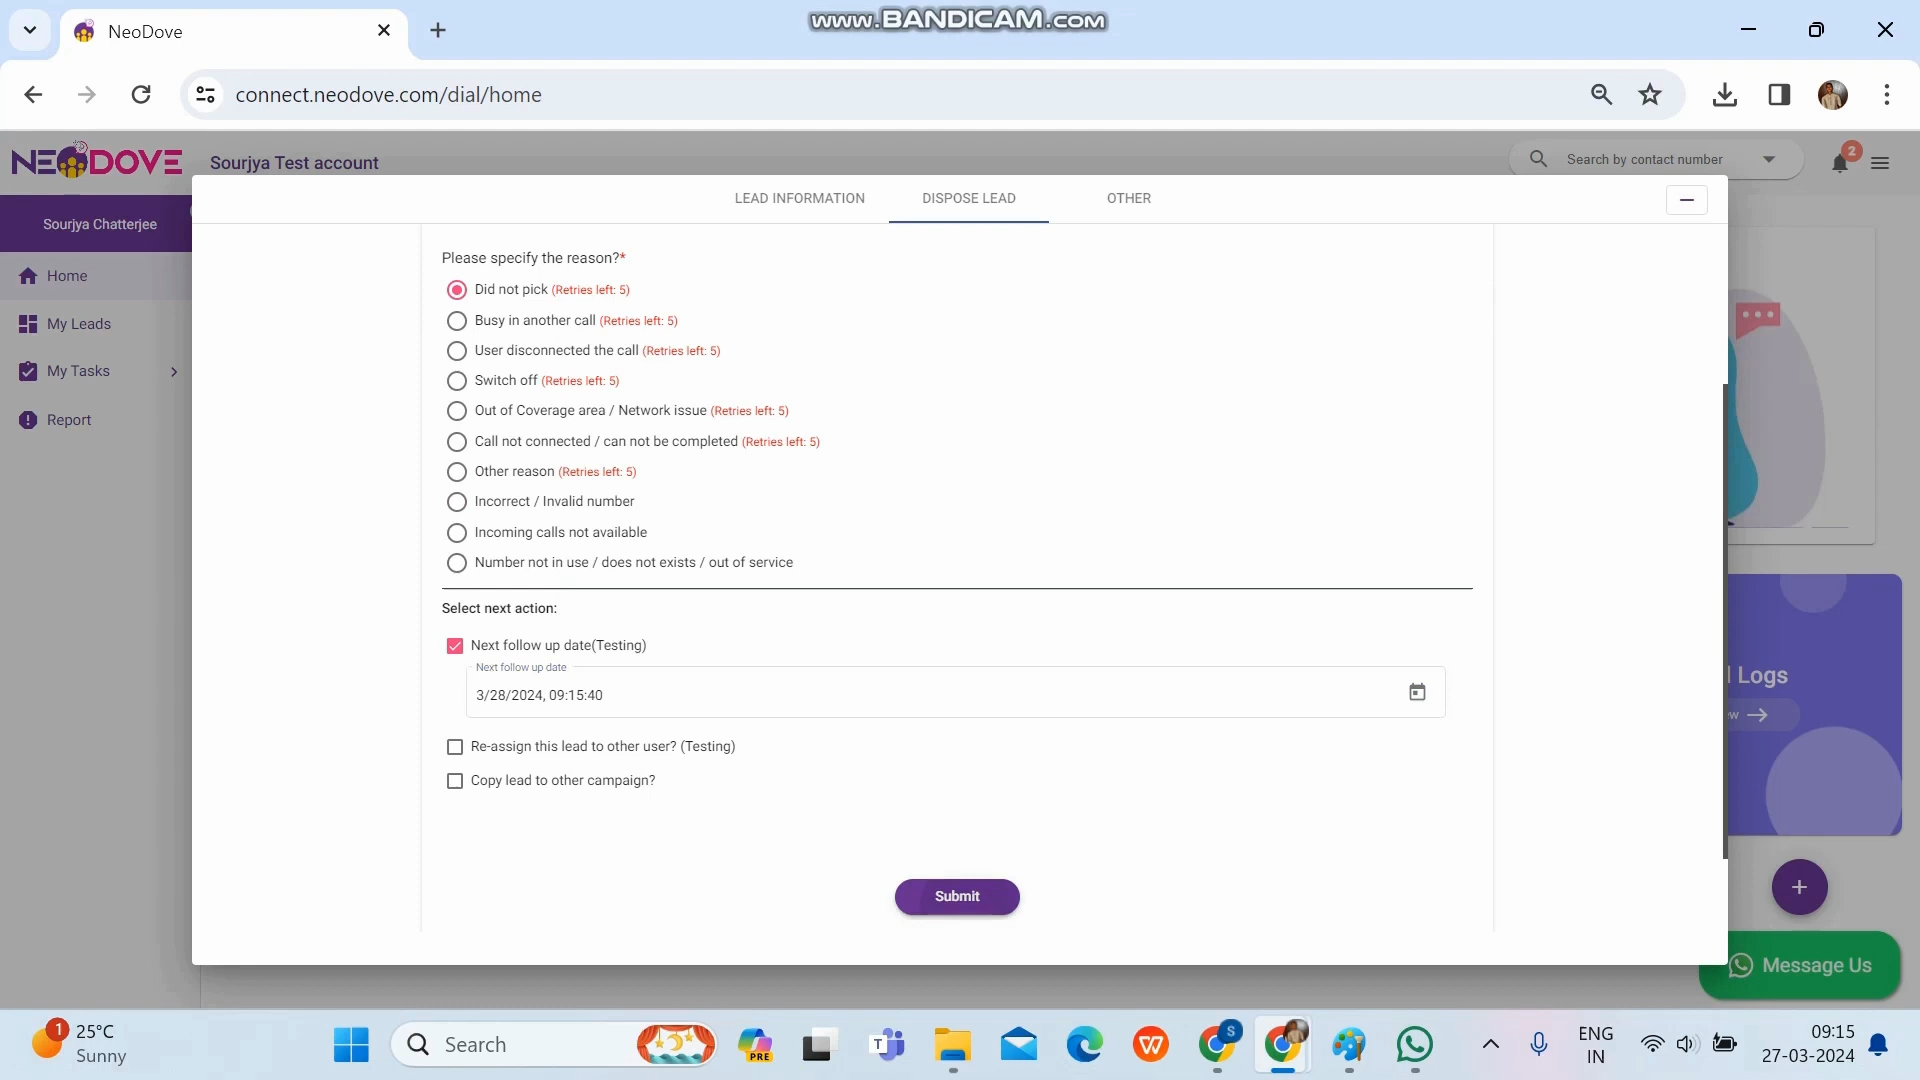 NeoDove
www.BANDICAM.com
connect.neodove.com/dial/home
NEODOVE
Sourjya Test account
Search by contact number
2
Sourjya Chatterjee
Home
My Leads
My Tasks
Report
LEAD INFORMATION
DISPOSE LEAD
OTHER
Please specify the reason?*
Did not pick (Retries left: 5)
Busy in another call (Retries left: 5)
User disconnected the call (Retries left: 5)
Switch off (Retries left: 5)
Out of Coverage area / Network issue (Retries left: 5)
Call not connected / can not be completed (Retries left: 5)
Other reason (Retries left: 5)
Incorrect / Invalid number
Incoming calls not available
Number not in use / does not exists / out of service
Select next action:
Next follow up date(Testing)
Next follow up date
3/28/2024, 09:15:40
Re-assign this lead to other user? (Testing)
Copy lead to other campaign?
Submit
Logs
Message Us
1
25°C
Sunny
Search
PRE
T
W
S
ENG
IN
09:15
27-03-2024